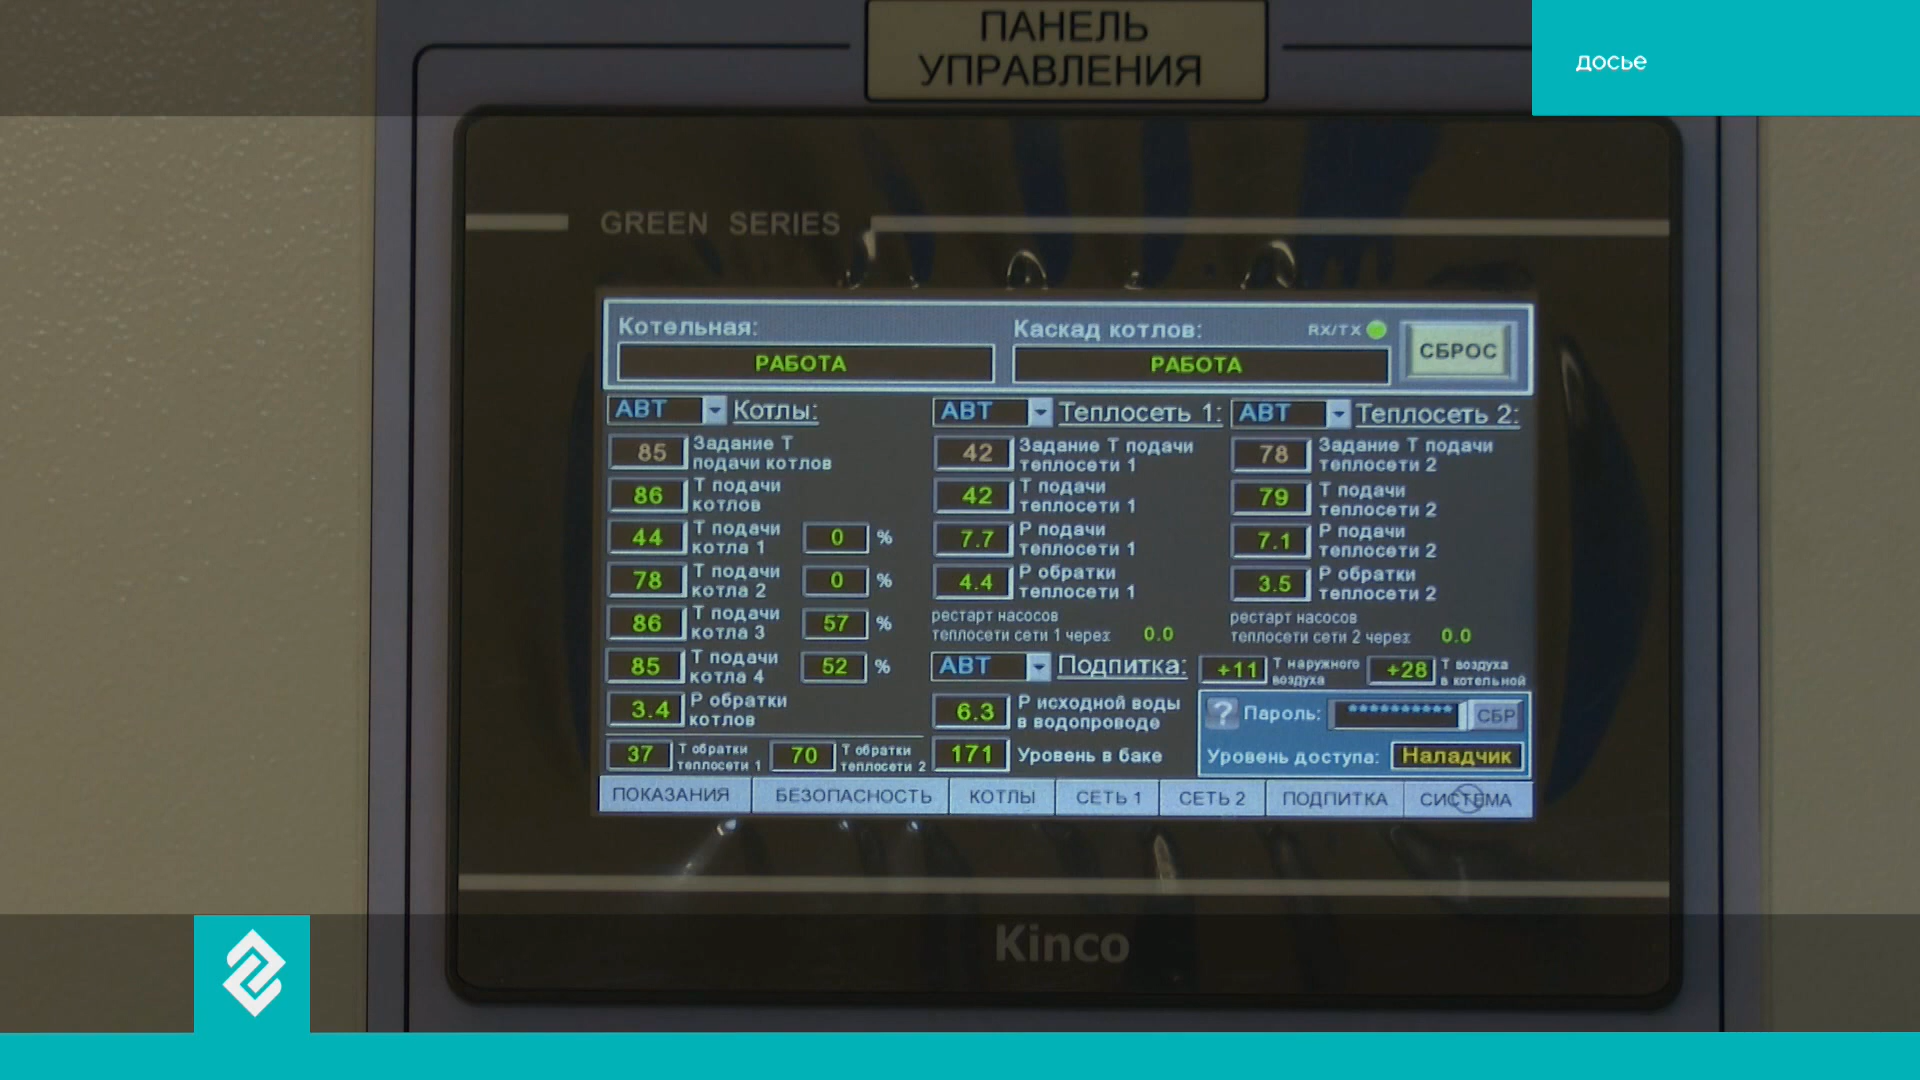 ПАНЕЛЬ
УПРАВЛЕНИЯ
досье
GREEN SERIES
Котельная:
РАБОТА
Каскад котлов:
RX/TX
РАБОТА
СБРОС
АВТ Котлы:
85 Задание Т
подачи котлов
86 Т подачи
котлов
44 Т подачи
котла 1 0 %
78 Т подачи
котла 2 0 %
86 Т подачи
котла 3 57 %
85 Т подачи
котла 4 52 %
3.4 Р обратки
котлов
37 Т обратки
теплосети 1
70 Т обратки
теплосети 2
АВТ Теплосеть 1:
42 Задание Т подачи
теплосети 1
42 Т подачи
теплосети 1
7.7 Р подачи
теплосети 1
4.4 Р обратки
теплосети 1
рестарт насосов
теплосети сети 1 через 0.0
АВТ Подпитка:
6.3 Р исходной воды
в водопроводе
171 Уровень в баке
АВТ Теплосеть 2:
78 Задание Т подачи
теплосети 2
79 Т подачи
теплосети 2
7.1 Р подачи
теплосети 2
3.5 Р обратки
теплосети 2
рестарт насосов
теплосети сети 2 через 0.0
+11 Т наружного
воздуха
+28 Т воздуха
в котельной
? Пароль: ********** СБР
Уровень доступа: Наладчик
ПОКАЗАНИЯ БЕЗОПАСНОСТЬ КОТЛЫ СЕТЬ 1 СЕТЬ 2 ПОДПИТКА СИСТЕМА
Kinco